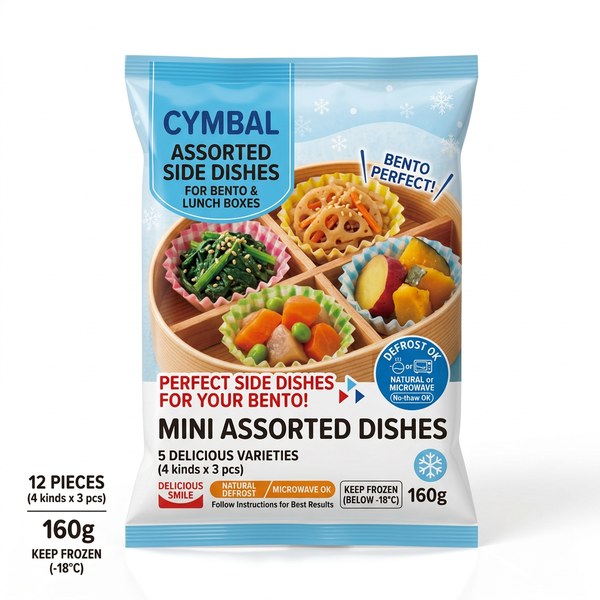 CYMBAL
ASSORTED
SIDE DISHES
FOR BENTO &
LUNCH BOXES
BENTO
PERFECT!
DEFROST OK
or
NATURAL or
MICROWAVE
No-thaw OK
PERFECT SIDE DISHES
FOR YOUR BENTO!
MINI ASSORTED DISHES
5 DELICIOUS VARIETIES
(4 kinds x 3 pcs)
DELICIOUS
SMILE
NATURAL
DEFROST
MICROWAVE OK
Follow Instructions for Best Results
KEEP FROZEN
(BELOW -18°C)
160g
12 PIECES
(4 kinds x 3 pcs)
160g
KEEP FROZEN
(-18°C)